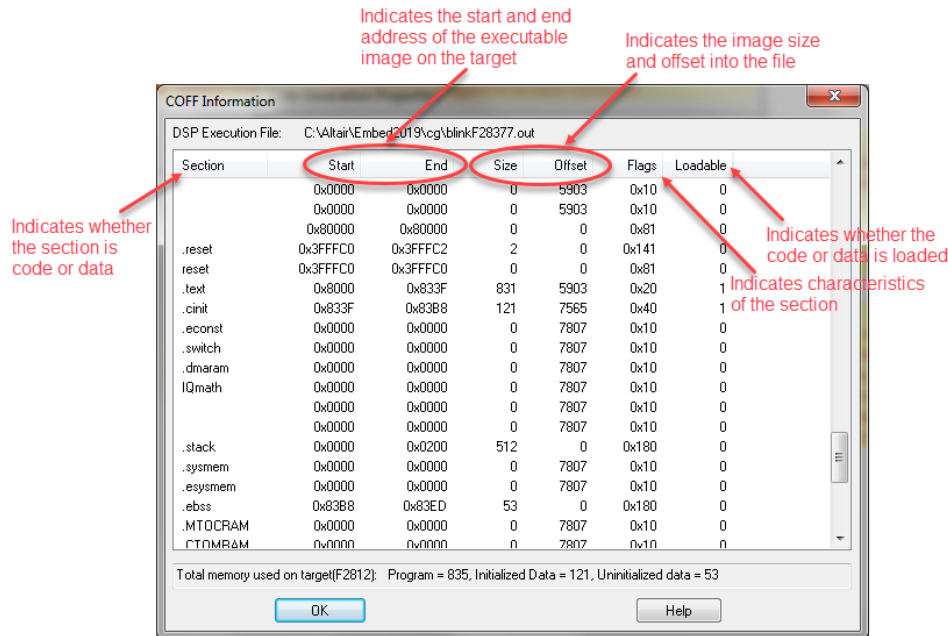 Indicates the start and end
address of the executable
image on the target
Indicates the image size
and offset into the file
COFF Information
DSP Execution File: C:\Altair\Embed2019\cg\blinkF28377.out
Section Start End Size Offset Flags Loadable
0x0000 0x0000 0 5903 0x10 0
0x0000 0x0000 0 5903 0x10 0
0x80000 0x80000 0 0 0x81 0
.reset 0x3FFFC0 0x3FFFC2 2 0 0x141 0
reset 0x3FFFC0 0x3FFFC0 0 0 0x81 0
.text 0x8000 0x833F 831 5903 0x20 1
.cinit 0x833F 0x83B8 121 7565 0x40 1
.econst 0x0000 0x0000 0 7807 0x10 0
.switch 0x0000 0x0000 0 7807 0x10 0
.dmaram 0x0000 0x0000 0 7807 0x10 0
IQmath 0x0000 0x0000 0 7807 0x10 0
0x0000 0x0000 0 7807 0x10 0
0x0000 0x0000 0 7807 0x10 0
.stack 0x0000 0x0200 512 0 0x180 0
.sysmem 0x0000 0x0000 0 7807 0x10 0
.esysmem 0x0000 0x0000 0 7807 0x10 0
.ebss 0x83B8 0x83ED 53 0 0x180 0
.MTOCRAM 0x0000 0x0000 0 7807 0x10 0
.CTOMRAM 0x0000 0x0000 0 7807 0x10 0
Indicates whether
the section is
code or data
Indicates whether the
code or data is loaded
Indicates characteristics
of the section
Total memory used on target(F2812): Program = 835, Initialized Data = 121, Uninitialized data = 53
OK Help